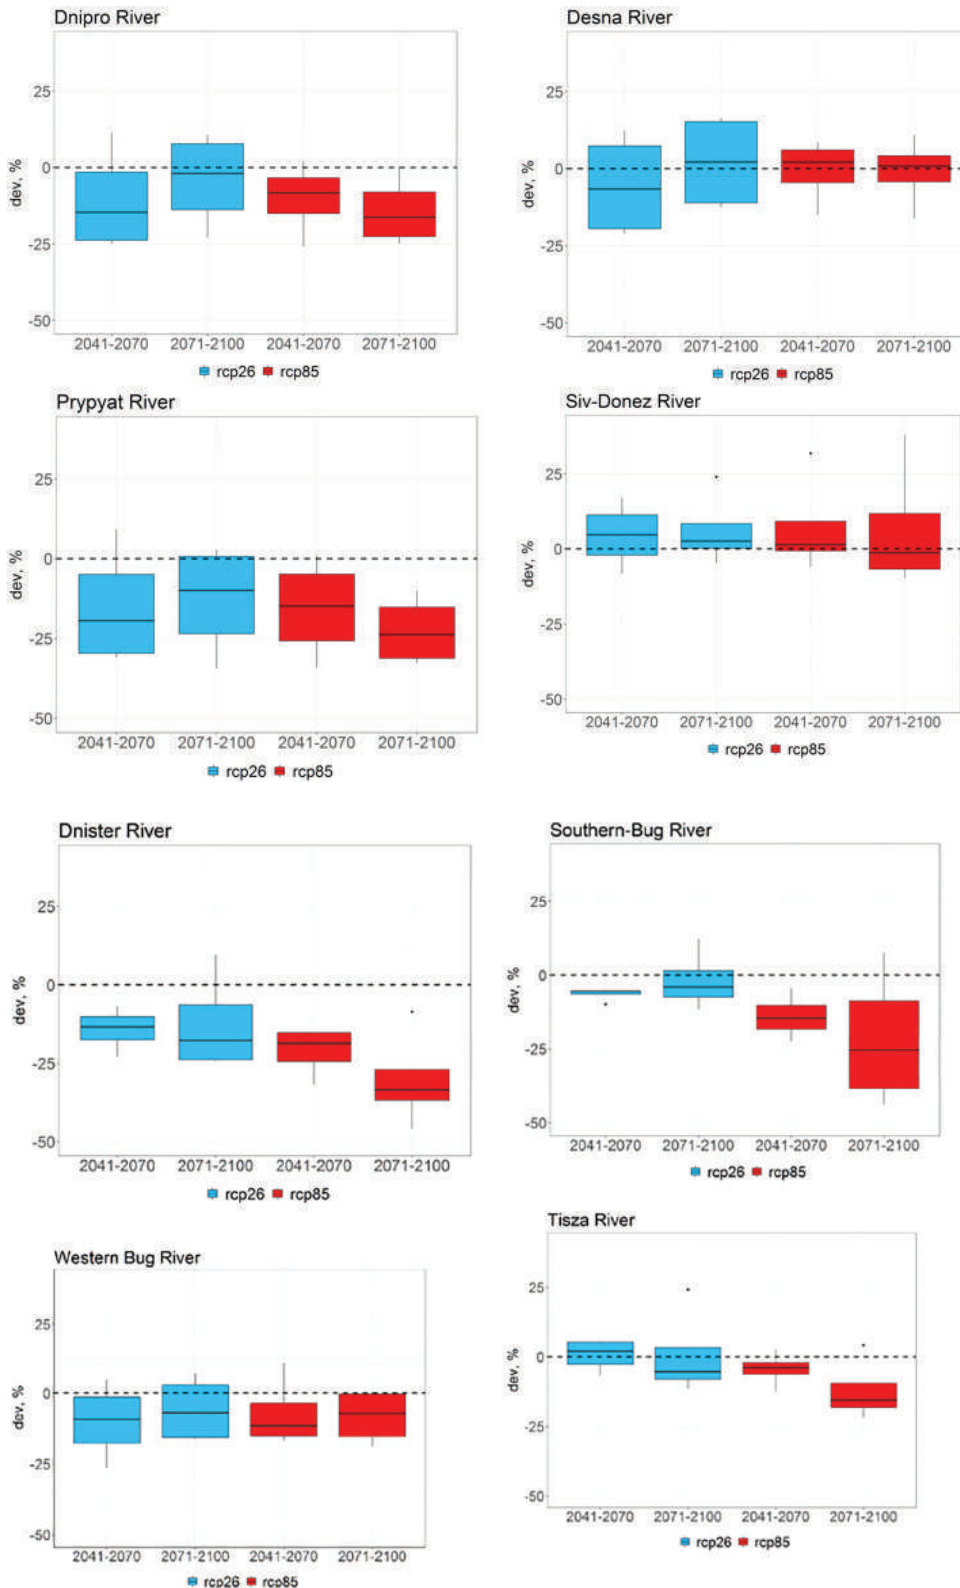 Dnipro River
25
0
-25
-50
dev, %
2041-2070 2071-2100 2041-2070 2071-2100
rcp26 rcp85
Desna River
25
0
-25
-50
dev, %
2041-2070 2071-2100 2041-2070 2071-2100
rcp26 rcp85
Prypyat River
25
0
-25
-50
dev, %
2041-2070 2071-2100 2041-2070 2071-2100
rcp26 rcp85
Siv-Donez River
25
0
-25
-50
dev, %
2041-2070 2071-2100 2041-2070 2071-2100
rcp26 rcp85
Dnister River
25
0
-25
-50
dev, %
2041-2070 2071-2100 2041-2070 2071-2100
rcp26 rcp85
Southern-Bug River
25
0
-25
-50
dev, %
2041-2070 2071-2100 2041-2070 2071-2100
rcp26 rcp85
Western Bug River
25
0
-25
-50
dev, %
2041-2070 2071-2100 2041-2070 2071-2100
rcp26 rcp85
Tisza River
25
0
-25
-50
dev, %
2041-2070 2071-2100 2041-2070 2071-2100
rcp26 rcp85